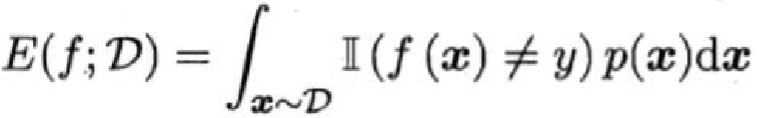 E(f; 𝒟) = ∫_{𝒙∼𝒟} 𝕀 (f (𝒙) ≠ y) p(𝒙)d𝒙